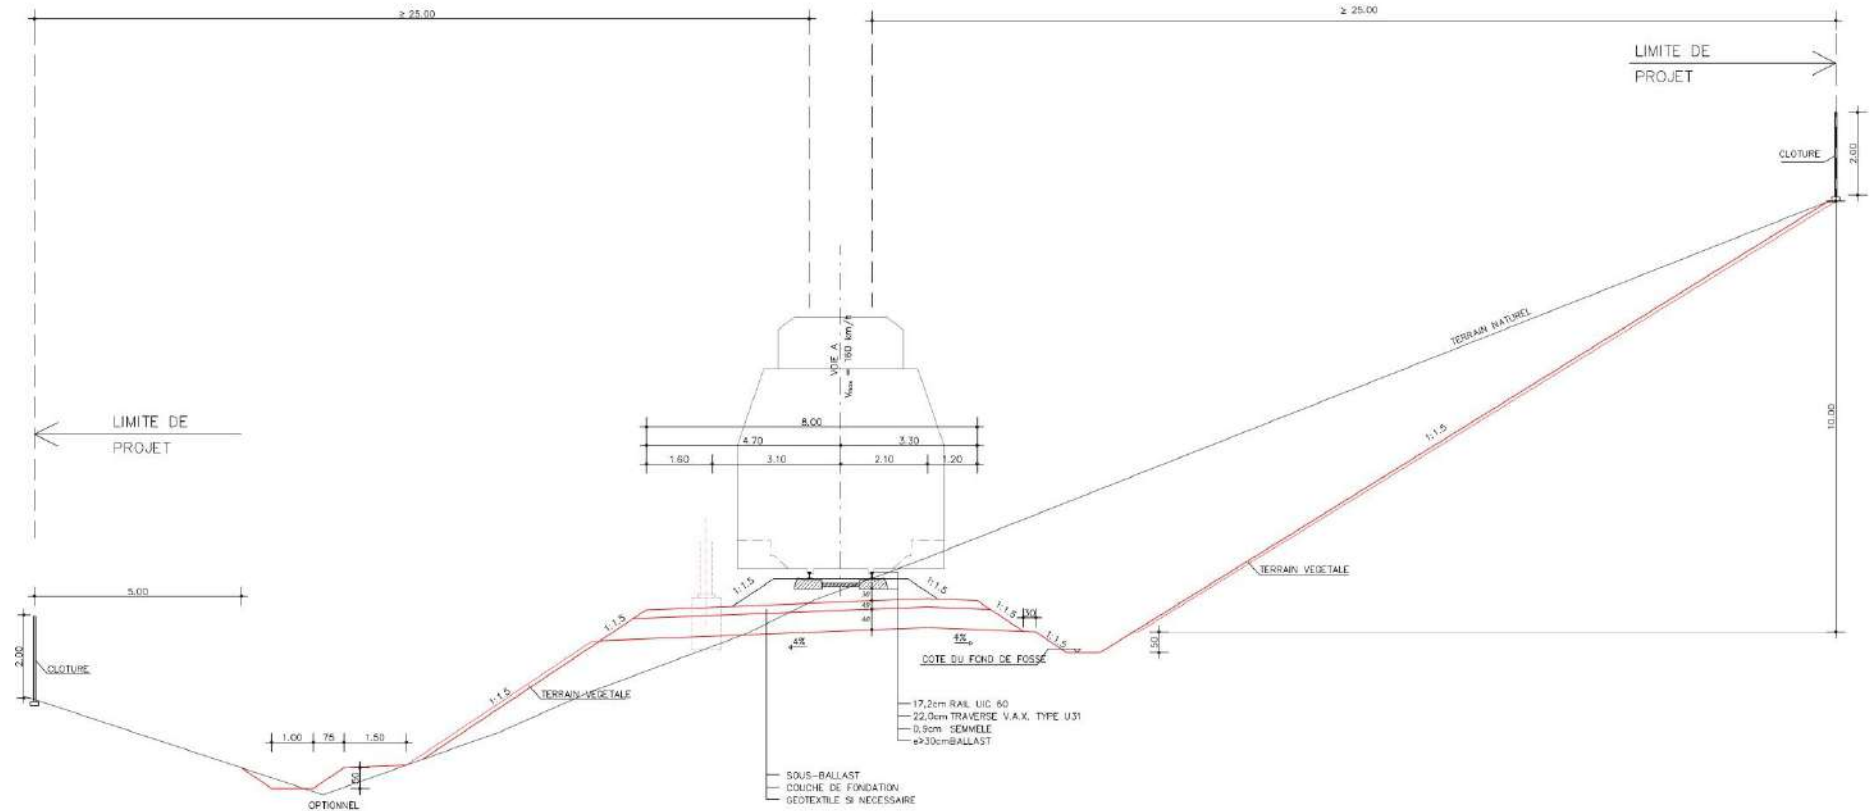 ≥ 25.00
≥ 25.00
LIMITE DE
PROJET
CLOTURE
2.00
TERRAIN NATUREL
VOIE A
Vmax = 160 km/h
LIMITE DE
PROJET
8.00
4.70
3.30
1.60
3.10
2.10
1.20
1:1.5
10.00
TERRAIN VEGETALE
5.00
1:1.5
1:1.5
30
40
40
1:1.5
1:1.5
30
1:1.5
50
4%
4%
COTE DU FOND DE FOSSE
2.00
CLOTURE
1:1.5
TERRAIN VEGETALE
17,2cm RAIL UIC 60
22,0cm TRAVERSE V.A.X. TYPE U31
0,9cm SEMMELE
e≥30cm BALLAST
1.00
75
1.50
50
OPTIONNEL
SOUS-BALLAST
COUCHE DE FONDATION
GEOTEXTILE SI NECESSAIRE